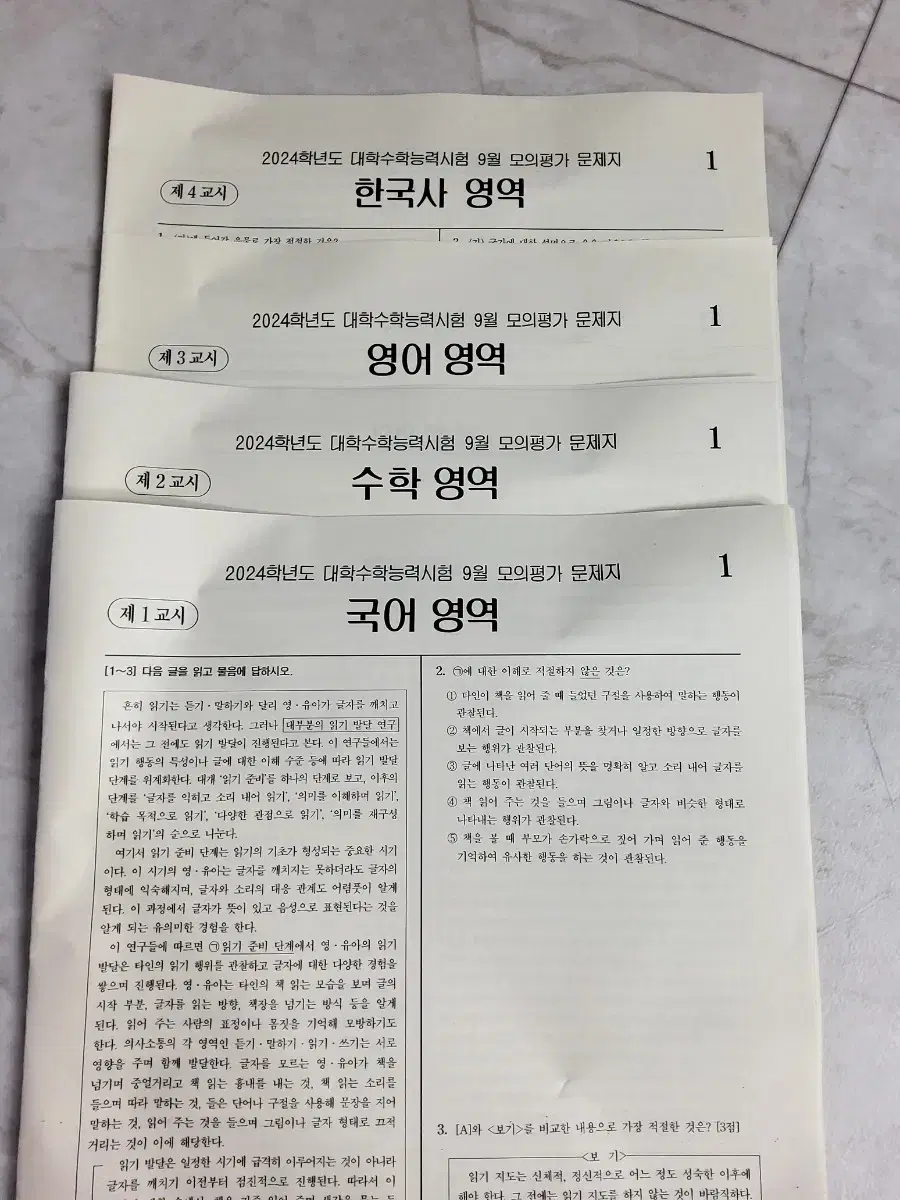 2024학년도 대학수학능력시험 9월 모의평가 문제지
1
제4교시
한국사 영역
2024학년도 대학수학능력시험 9월 모의평가 문제지
1
제3교시
영어 영역
2024학년도 대학수학능력시험 9월 모의평가 문제지
1
제2교시
수학 영역
2024학년도 대학수학능력시험 9월 모의평가 문제지
1
제1교시
국어 영역
[1~3] 다음 글을 읽고 물음에 답하시오.
흔히 읽기는 듣기·말하기와 달리 영·유아가 글자를 깨치고
나서야 시작된다고 생각한다. 그러나 대부분의 읽기 발달 연구
에서는 그 전에도 읽기 발달이 진행된다고 본다. 이 연구들에서는
읽기 행동의 특성이나 글에 대한 이해 수준 등에 따라 읽기 발달
단계를 위계화한다. 대개 ‘읽기 준비’를 하나의 단계로 보고, 이후의
단계를 ‘글자를 익히고 소리 내어 읽기’, ‘의미를 이해하며 읽기’,
‘학습 목적으로 읽기’, ‘다양한 관점으로 읽기’, ‘의미를 재구성
하며 읽기’의 순으로 나눈다.
여기서 읽기 준비 단계는 읽기의 기초가 형성되는 중요한 시기
이다. 이 시기의 영·유아는 글자를 깨치지는 못하더라도 글자의
형태에 익숙해지며, 글자와 소리의 대응 관계도 어렴풋이 알게
된다. 이 과정에서 글자가 뜻이 있고 음성으로 표현된다는 것을
알게 되는 유의미한 경험을 한다.
이 연구들에 따르면 ㉠읽기 준비 단계에서 영·유아의 읽기
발달은 타인의 읽기 행위를 관찰하고 글자에 대한 다양한 경험을
쌓으며 진행된다. 영·유아는 타인의 책 읽는 모습을 보며 글의
시작 부분, 글자를 읽는 방향, 책장을 넘기는 방식 등을 알게
된다. 읽어 주는 사람의 표정이나 몸짓을 기억해 모방하기도
한다. 의사소통의 각 영역인 듣기·말하기·읽기·쓰기는 서로
영향을 주며 함께 발달한다. 글자를 모르는 영·유아가 책을
넘기며 중얼거리고 책 읽는 흉내를 내는 것, 책 읽는 소리를
들으며 따라 말하는 것, 들은 단어나 구절을 사용해 문장을 지어
말하는 것, 읽어 주는 것을 들으며 그림이나 글자 형태로 끄적
거리는 것이 이에 해당한다.
읽기 발달은 일정한 시기에 급격히 이루어지는 것이 아니라
글자를 깨치기 이전부터 점진적으로 진행된다. 따라서 이
2. ㉠에 대한 이해로 적절하지 않은 것은?
① 타인이 책을 읽어 줄 때 들었던 구절을 사용하여 말하는 행동이
관찰된다.
② 책에서 글이 시작되는 부분을 찾거나 일정한 방향으로 글자를
보는 행위가 관찰된다.
③ 글에 나타난 여러 단어의 뜻을 명확히 알고 소리 내어 글자를
읽는 행동이 관찰된다.
④ 책 읽어 주는 것을 들으며 그림이나 글자와 비슷한 형태로
나타내는 행위가 관찰된다.
⑤ 책을 볼 때 부모가 손가락으로 짚어 가며 읽어 준 행동을
기억하여 유사한 행동을 하는 것이 관찰된다.
3. [A]와 <보기>를 비교한 내용으로 가장 적절한 것은? [3점]
<보 기>
읽기 지도는 신체적, 정신적으로 어느 정도 성숙한 이후에
해야 한다. 그 전에는 읽기 지도를 하지 않는 것이 바람직하다.